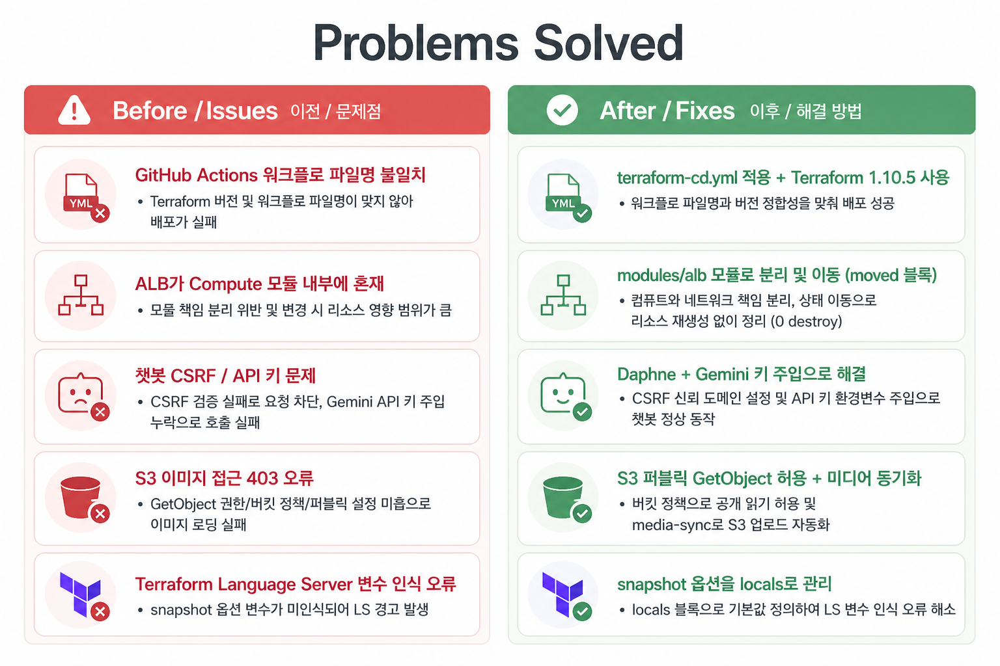 Problems Solved
Before / Issues 이전 / 문제점
YML
GitHub Actions 워크플로 파일명 불일치
• Terraform 버전 및 워크플로 파일명이 맞지 않아
배포가 실패
ALB가 Compute 모듈 내부에 혼재
• 모듈 책임 분리 위반 및 변경 시 리소스 영향 범위가 큼
챗봇 CSRF / API 키 문제
• CSRF 검증 실패로 요청 차단, Gemini API 키 주입
누락으로 호출 실패
S3 이미지 접근 403 오류
• GetObject 권한/버킷 정책/퍼블릭 설정 미흡으로
이미지 로딩 실패
Terraform Language Server 변수 인식 오류
• snapshot 옵션 변수가 미인식되어 LS 경고 발생
After / Fixes 이후 / 해결 방법
YML
terraform-cd.yml 적용 + Terraform 1.10.5 사용
• 워크플로 파일명과 버전 정합성을 맞춰 배포 성공
modules/alb 모듈로 분리 및 이동 (moved 블록)
• 컴퓨트와 네트워크 책임 분리, 상태 이동으로
리소스 재생성 없이 정리 (0 destroy)
Daphne + Gemini 키 주입으로 해결
• CSRF 신뢰 도메인 설정 및 API 키 환경변수 주입으로
챗봇 정상 동작
S3 퍼블릭 GetObject 허용 + 미디어 동기화
• 버킷 정책으로 공개 읽기 허용 및
media-sync로 S3 업로드 자동화
snapshot 옵션을 locals로 관리
• locals 블록으로 기본값 정의하여 LS 변수 인식 오류 해소